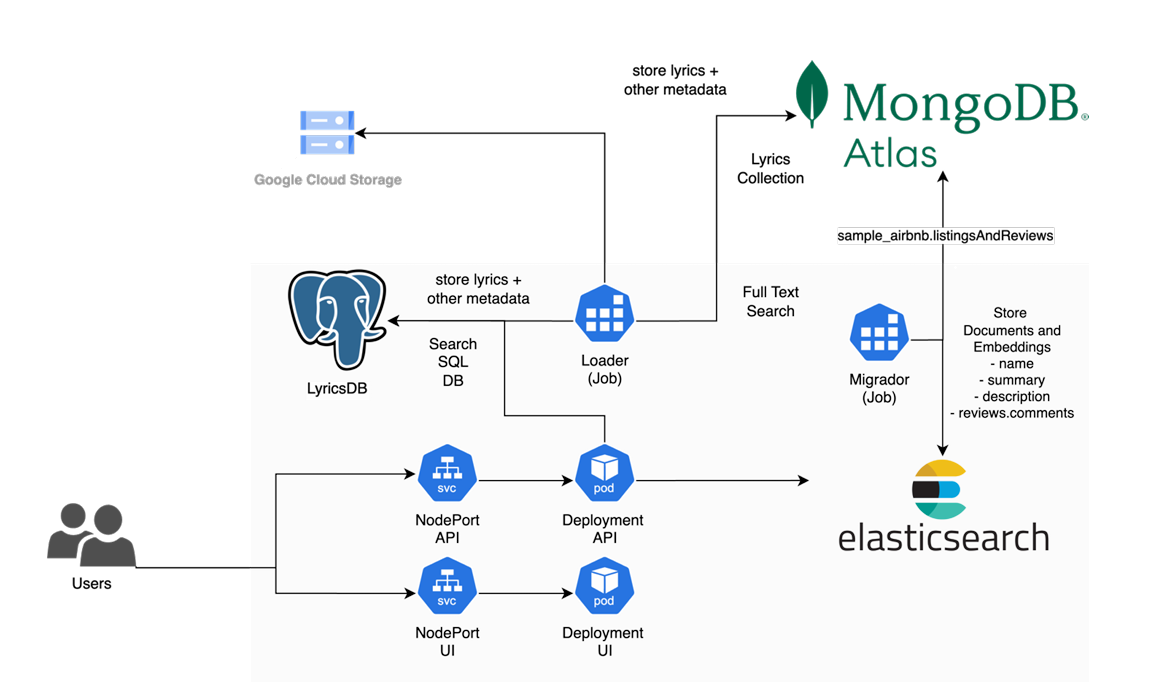 store lyrics +
other metadata
MongoDB®
Atlas
Google Cloud Storage
Lyrics
Collection
sample_airbnb.listingsAndReviews
store lyrics +
other metadata
Full Text
Search
Search
SQL
DB
LyricsDB
Loader
(Job)
Migrador
(Job)
Store
Documents and
Embeddings
- name
- summary
- description
- reviews.comments
svc
NodePort
API
pod
Deployment
API
elasticsearch
Users
svc
NodePort
UI
pod
Deployment
UI